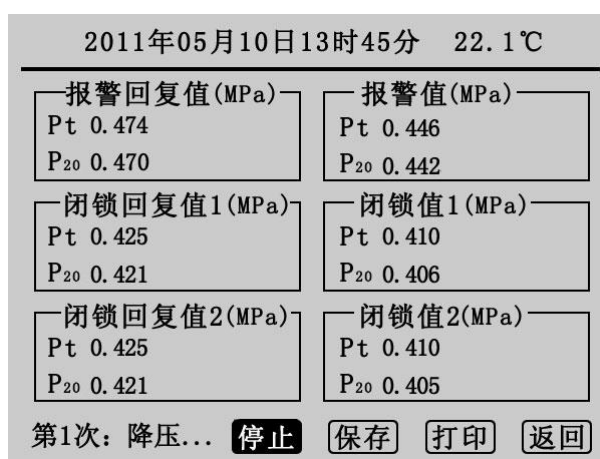 2011年05月10日13时45分 22.1℃
报警回复值(MPa) 报警值(MPa)
Pt 0.474 Pt 0.446
P₂₀ 0.470 P₂₀ 0.442
闭锁回复值1(MPa) 闭锁值1(MPa)
Pt 0.425 Pt 0.410
P₂₀ 0.421 P₂₀ 0.406
闭锁回复值2(MPa) 闭锁值2(MPa)
Pt 0.425 Pt 0.410
P₂₀ 0.421 P₂₀ 0.405
第1次：降压... 停止 保存 打印 返回